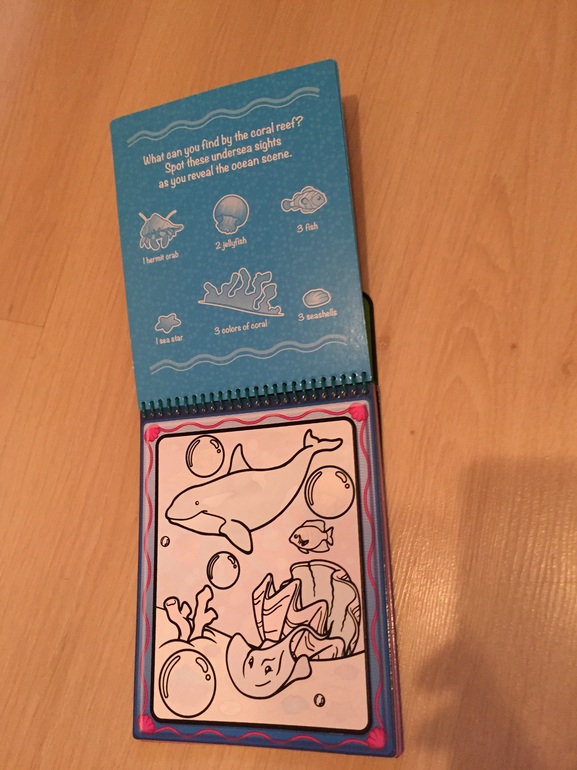 What can you find by the coral reef?
Spot these undersea sights
as you reveal the ocean scene.
1 hermit crab
2 jellyfish
3 fish
1 sea star
3 colors of coral
3 seashells